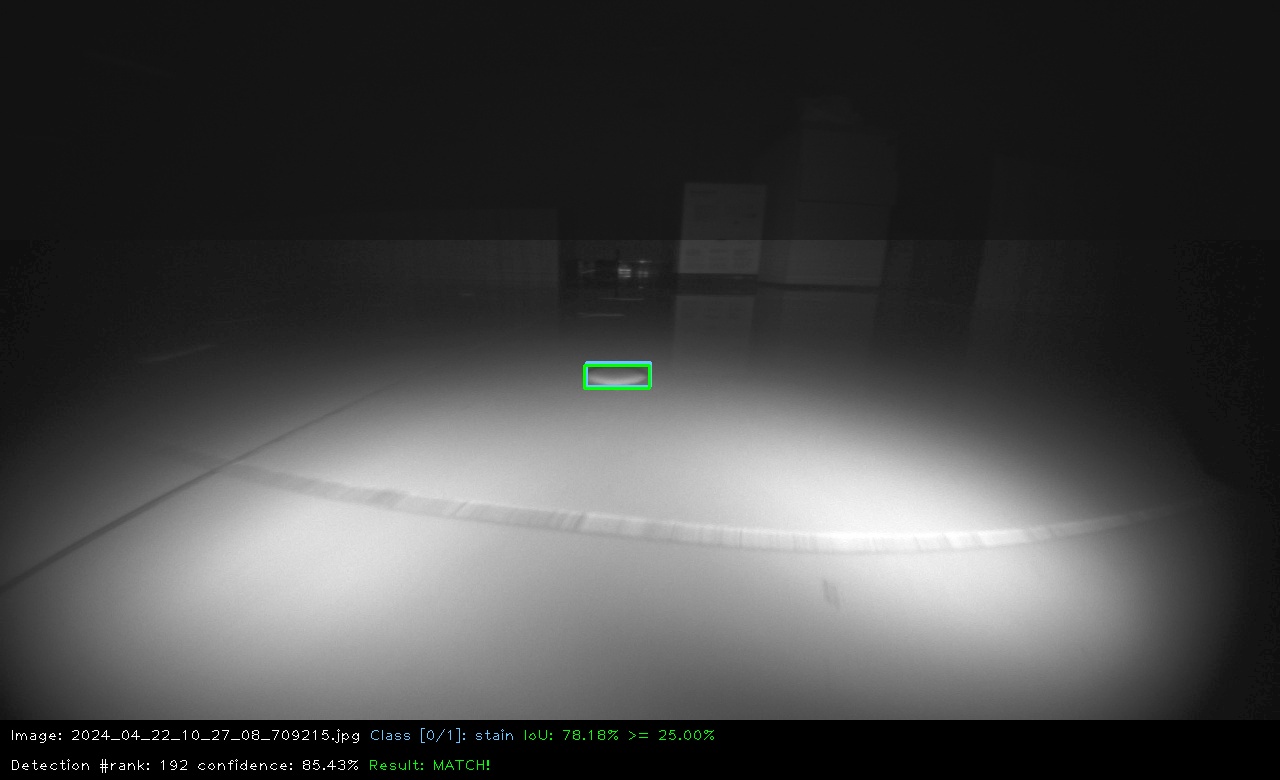 Image: 2024_04_22_10_27_08_709215.jpg Class [0/1]: stain IoU: 78.18% >= 25.00%
Detection #rank: 192 confidence: 85.43% Result: MATCH!